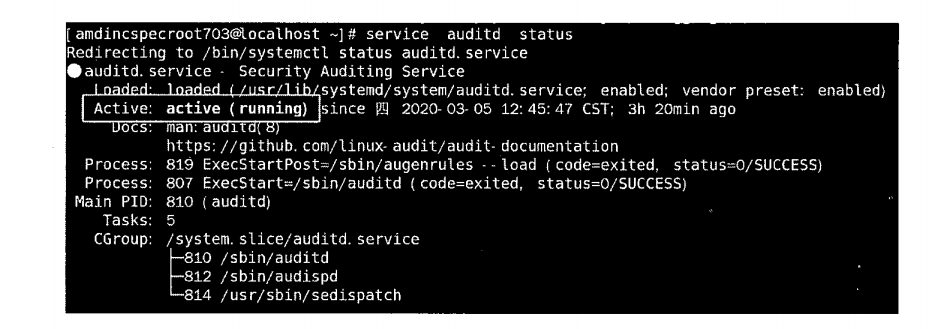 [amdincspecroot703@localhost ~]# service auditd status
Redirecting to /bin/systemctl status auditd.service
● auditd.service - Security Auditing Service
Loaded: loaded (/usr/lib/systemd/system/auditd.service; enabled; vendor preset: enabled)
Active: active (running) since 四 2020-03-05 12:45:47 CST; 3h 20min ago
Docs: man:auditd(8)
https://github.com/linux-audit/audit-documentation
Process: 819 ExecStartPost=/sbin/augenrules --load (code=exited, status=0/SUCCESS)
Process: 807 ExecStart=/sbin/auditd (code=exited, status=0/SUCCESS)
Main PID: 810 (auditd)
Tasks: 5
CGroup: /system.slice/auditd.service
├─810 /sbin/auditd
├─812 /sbin/audispd
└─814 /usr/sbin/sedispatch